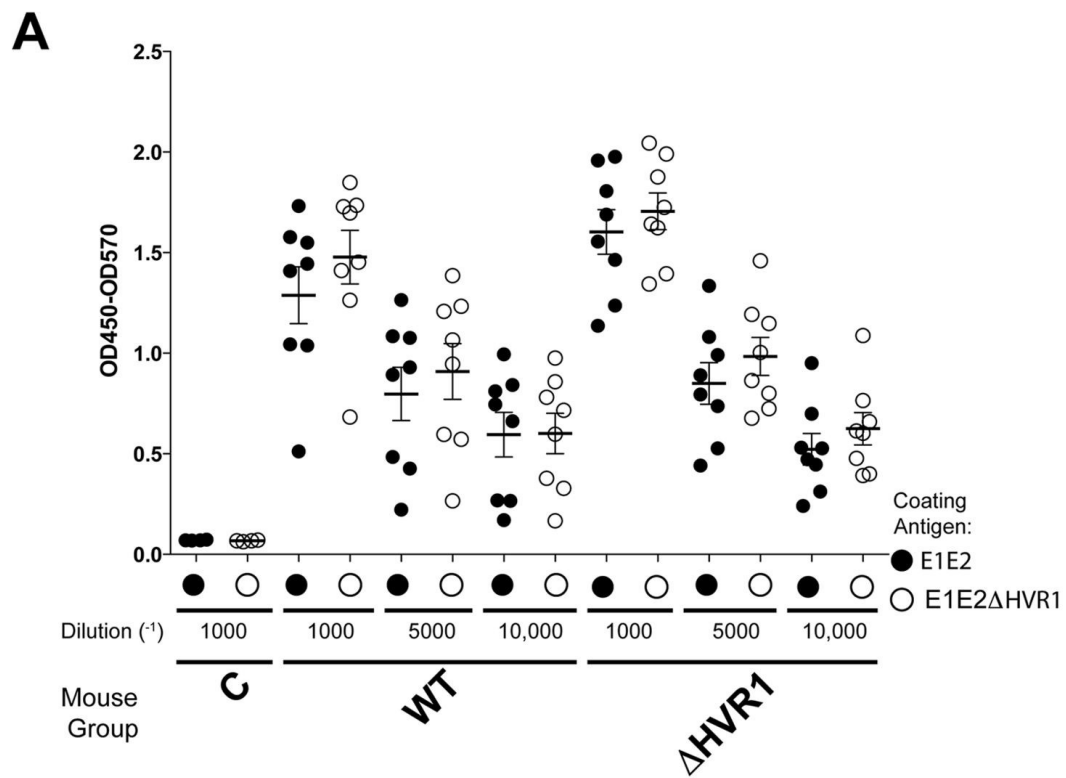 A
2.5
2.0
1.5
1.0
0.5
0.0
OD450-OD570
Coating
Antigen:
E1E2
E1E2ΔHVR1
Dilution (-1) 1000 1000 5000 10,000 1000 5000 10,000
Mouse
Group
C WT ΔHVR1